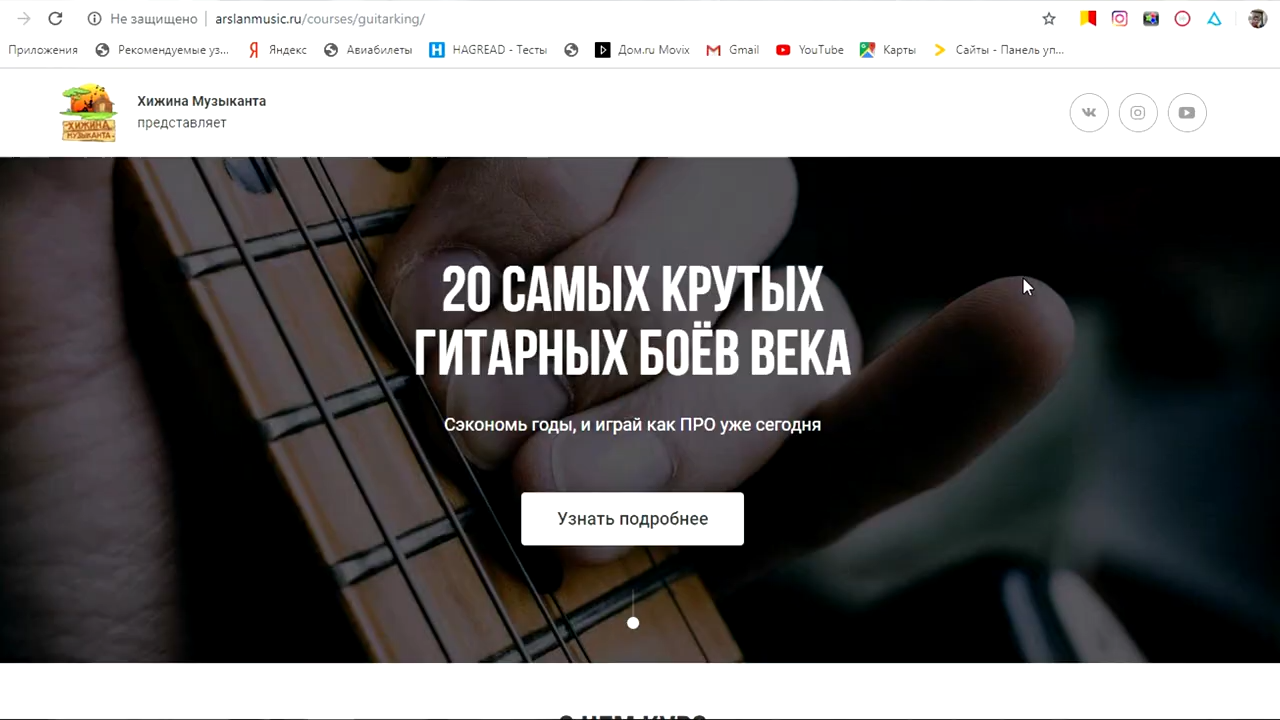 Не защищено
arslanmusic.ru/courses/guitarking/
Приложения
Рекомендуемые уз...
Яндекс
Авиабилеты
HAGREAD - Тесты
Дом.ru Movix
Gmail
YouTube
Карты
Сайты - Панель уп...
ХИЖИНА
МУЗЫКАНТА
Хижина Музыканта
представляет
20 САМЫХ КРУТЫХ
ГИТАРНЫХ БОЁВ ВЕКА
Сэкономь годы, и играй как ПРО уже сегодня
Узнать подробнее